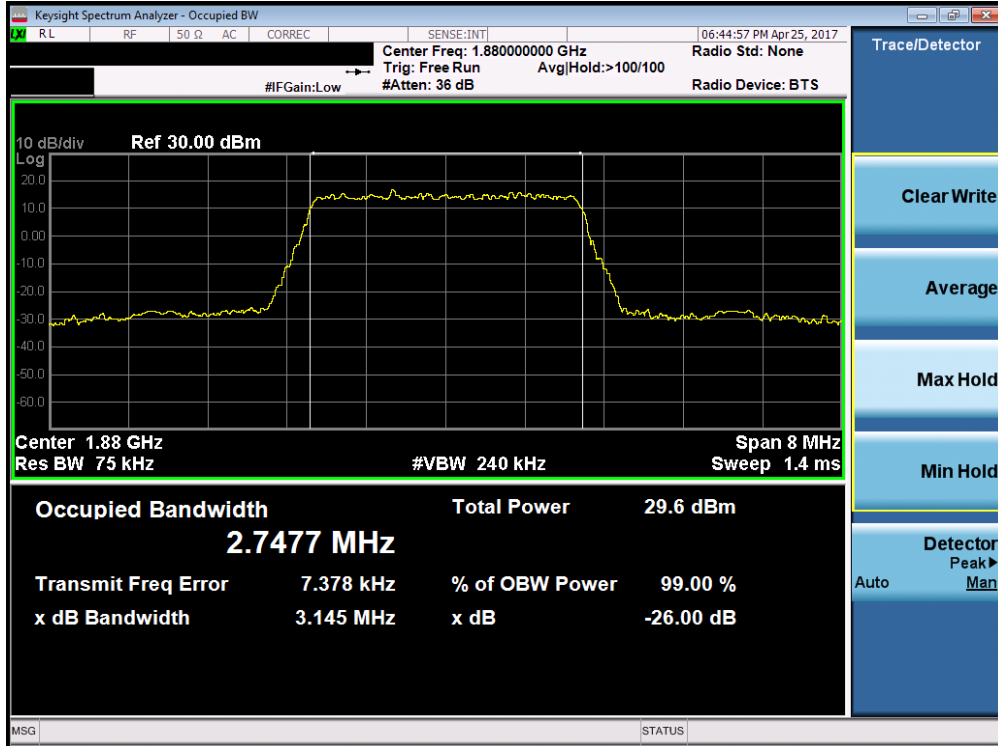 Keysight Spectrum Analyzer - Occupied BW
LXI RL RF 50 Ω AC CORREC SENSE:INT 06:44:57 PM Apr 25, 2017
Center Freq: 1.880000000 GHz Radio Std: None
Trig: Free Run Avg|Hold:>100/100
#IFGain:Low #Atten: 36 dB Radio Device: BTS
10 dB/div Ref 30.00 dBm
Log
20.0
10.0
0.00
-10.0
-20.0
-30.0
-40.0
-50.0
-60.0
Center 1.88 GHz Span 8 MHz
Res BW 75 kHz #VBW 240 kHz Sweep 1.4 ms
Occupied Bandwidth Total Power 29.6 dBm
2.7477 MHz
Transmit Freq Error 7.378 kHz % of OBW Power 99.00 %
x dB Bandwidth 3.145 MHz x dB -26.00 dB
MSG STATUS
Trace/Detector
Clear Write
Average
Max Hold
Min Hold
Detector
Peak▶
Auto Man